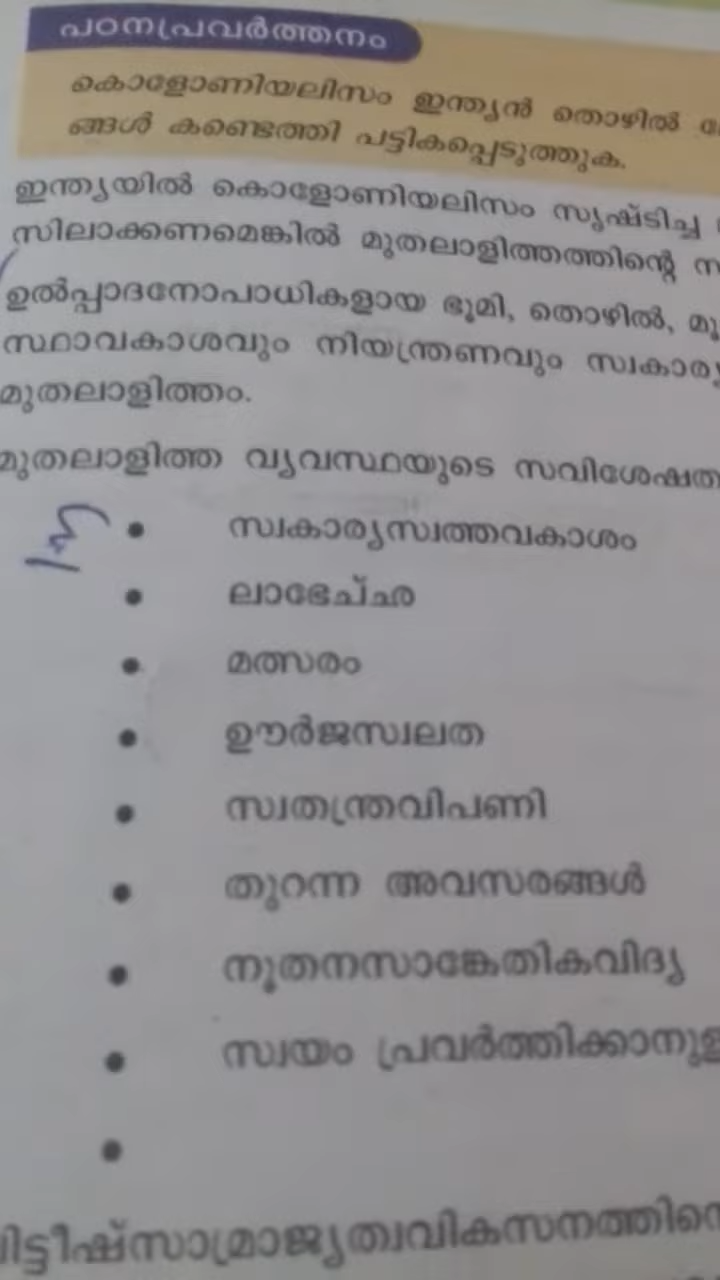 പഠനപ്രവർത്തനം
കൊളോണിയലിസം ഇന്ത്യൻ തൊഴിൽ
ങ്ങൾ കണ്ടെത്തി പട്ടികപ്പെടുത്തുക.
ഇന്ത്യയിൽ കൊളോണിയലിസം സൃഷ്ടിച്ച
സിലാക്കണമെങ്കിൽ മുതലാളിത്തത്തിന്റെ സ
ഉൽപ്പാദനോപാധികളായ ഭൂമി, തൊഴിൽ, മൂ
സ്ഥാവകാശവും നിയന്ത്രണവും സ്വകാര്യ
മുതലാളിത്തം.
മുതലാളിത്ത വ്യവസ്ഥയുടെ സവിശേഷത
• സ്വകാര്യസ്വത്തവകാശം
• ലാഭേച്ഛ
• മത്സരം
• ഊർജസ്വലത
• സ്വതന്ത്രവിപണി
• തുറന്ന അവസരങ്ങൾ
• നൂതനസാങ്കേതികവിദ്യ
• സ്വയം പ്രവർത്തിക്കാനുള
•
ിട്ടീഷ്സാമ്രാജ്യത്വവികസനത്തിന്റെ